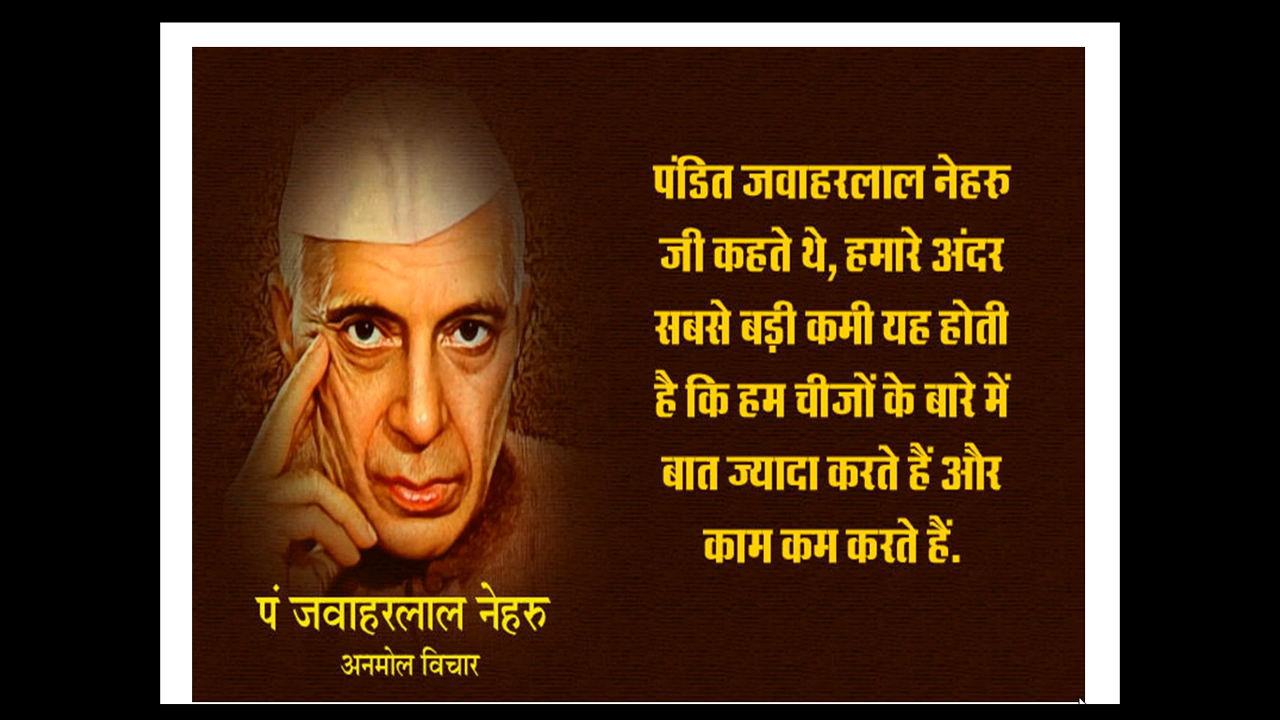 पंडित जवाहरलाल नेहरु
जी कहते थे, हमारे अंदर
सबसे बड़ी कमी यह होती
है कि हम चीजों के बारे में
बात ज्यादा करते हैं और
काम कम करते हैं.
पं जवाहरलाल नेहरु
अनमोल विचार